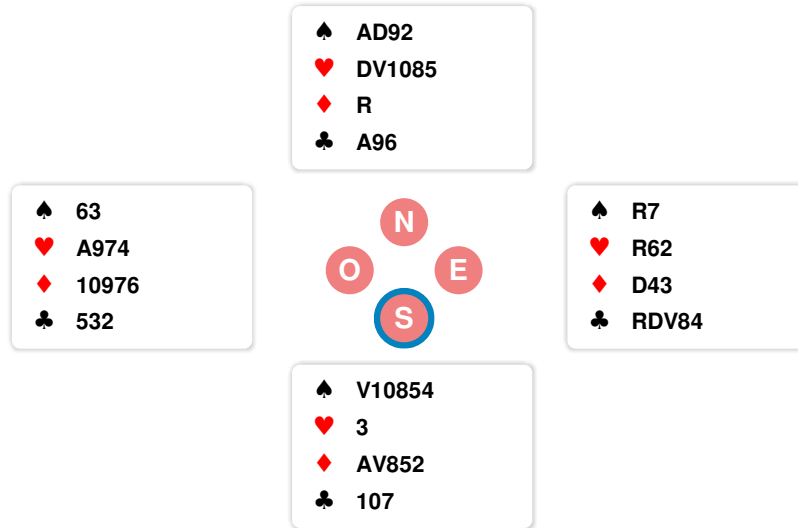 ♠ AD92
♥ DV1085
♦ R
♣ A96
♠ 63
♥ A974
♦ 10976
♣ 532
N
O E
S
♠ R7
♥ R62
♦ D43
♣ RDV84
♠ V10854
♥ 3
♦ AV852
♣ 107